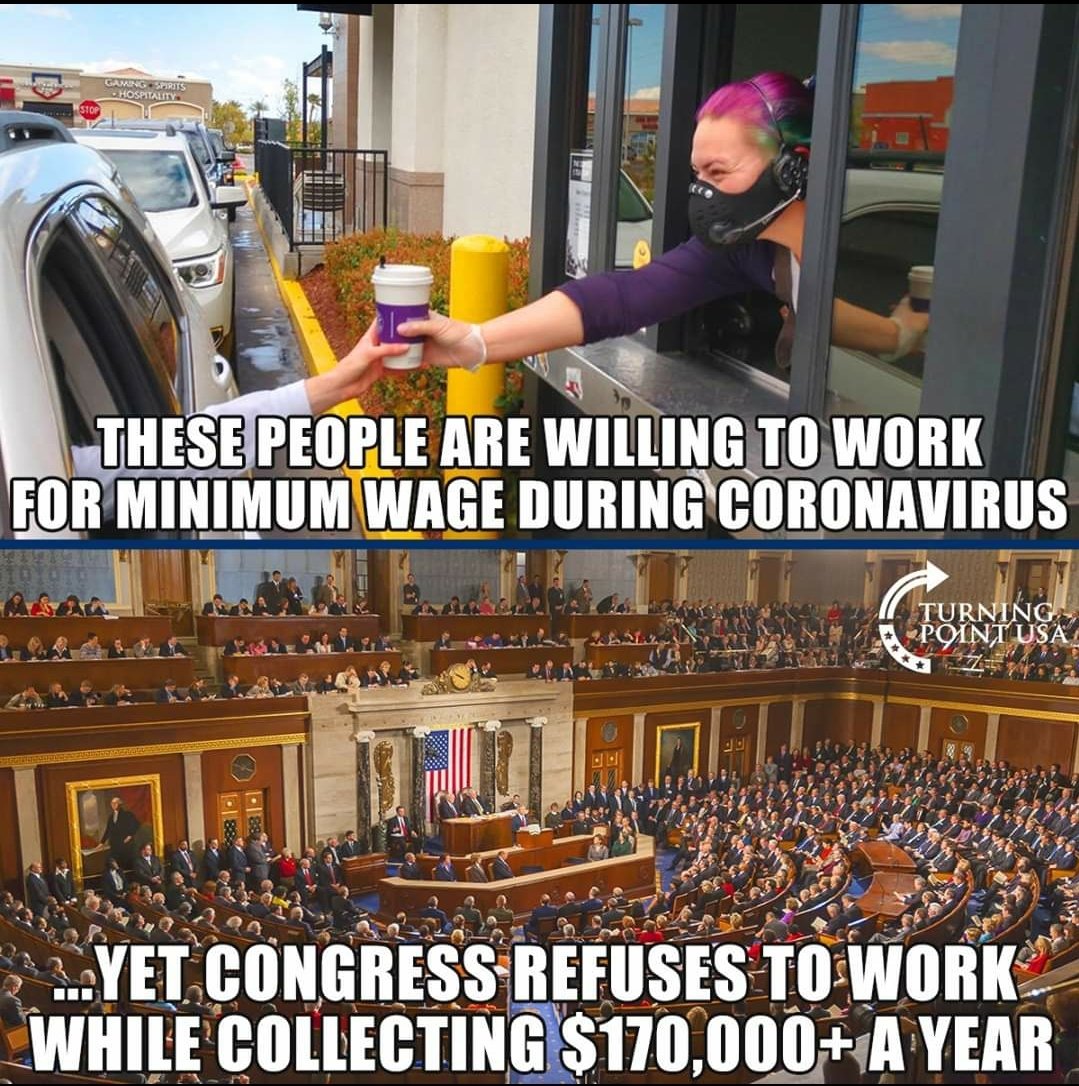 GAMING SPIRITS
• HOSPITALITY
STOP
THESE PEOPLE ARE WILLING TO WORK
FOR MINIMUM WAGE DURING CORONAVIRUS
TURNING
POINT USA
...YET CONGRESS REFUSES TO WORK
WHILE COLLECTING $170,000+ A YEAR